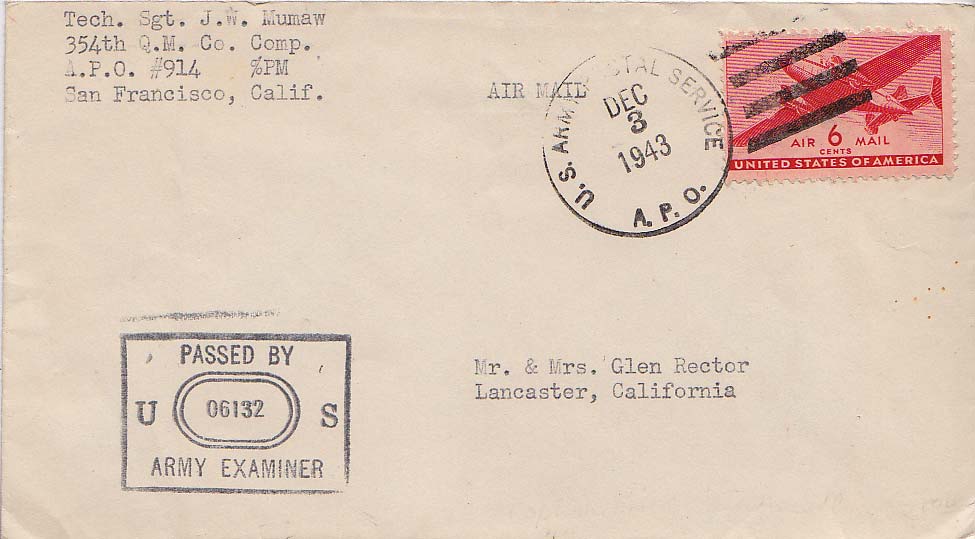 Tech. Sgt. J.W. Mumaw
354th Q.M. Co. Comp.
A.P.O. #914 %PM
San Francisco, Calif.
AIR MAIL
U.S. ARMY POSTAL SERVICE
DEC
3
1943
A.P.O.
AIR 6 MAIL
CENTS
UNITED STATES OF AMERICA
PASSED BY
U 06132 S
ARMY EXAMINER
Mr. & Mrs. Glen Rector
Lancaster, California